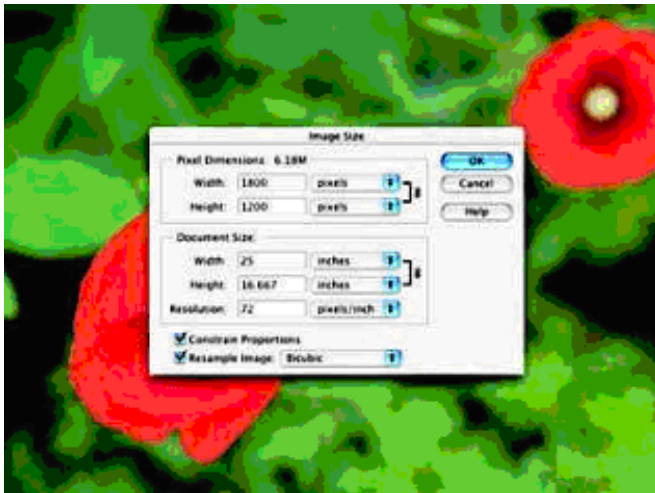 Image Size
Pixel Dimensions: 6.18M
Width: 1800 pixels
Height: 1200 pixels
Document Size:
Width: 25 inches
Height: 16.667 inches
Resolution: 72 pixels/inch
Constrain Proportions
Resample Image: Bicubic
OK
Cancel
Help